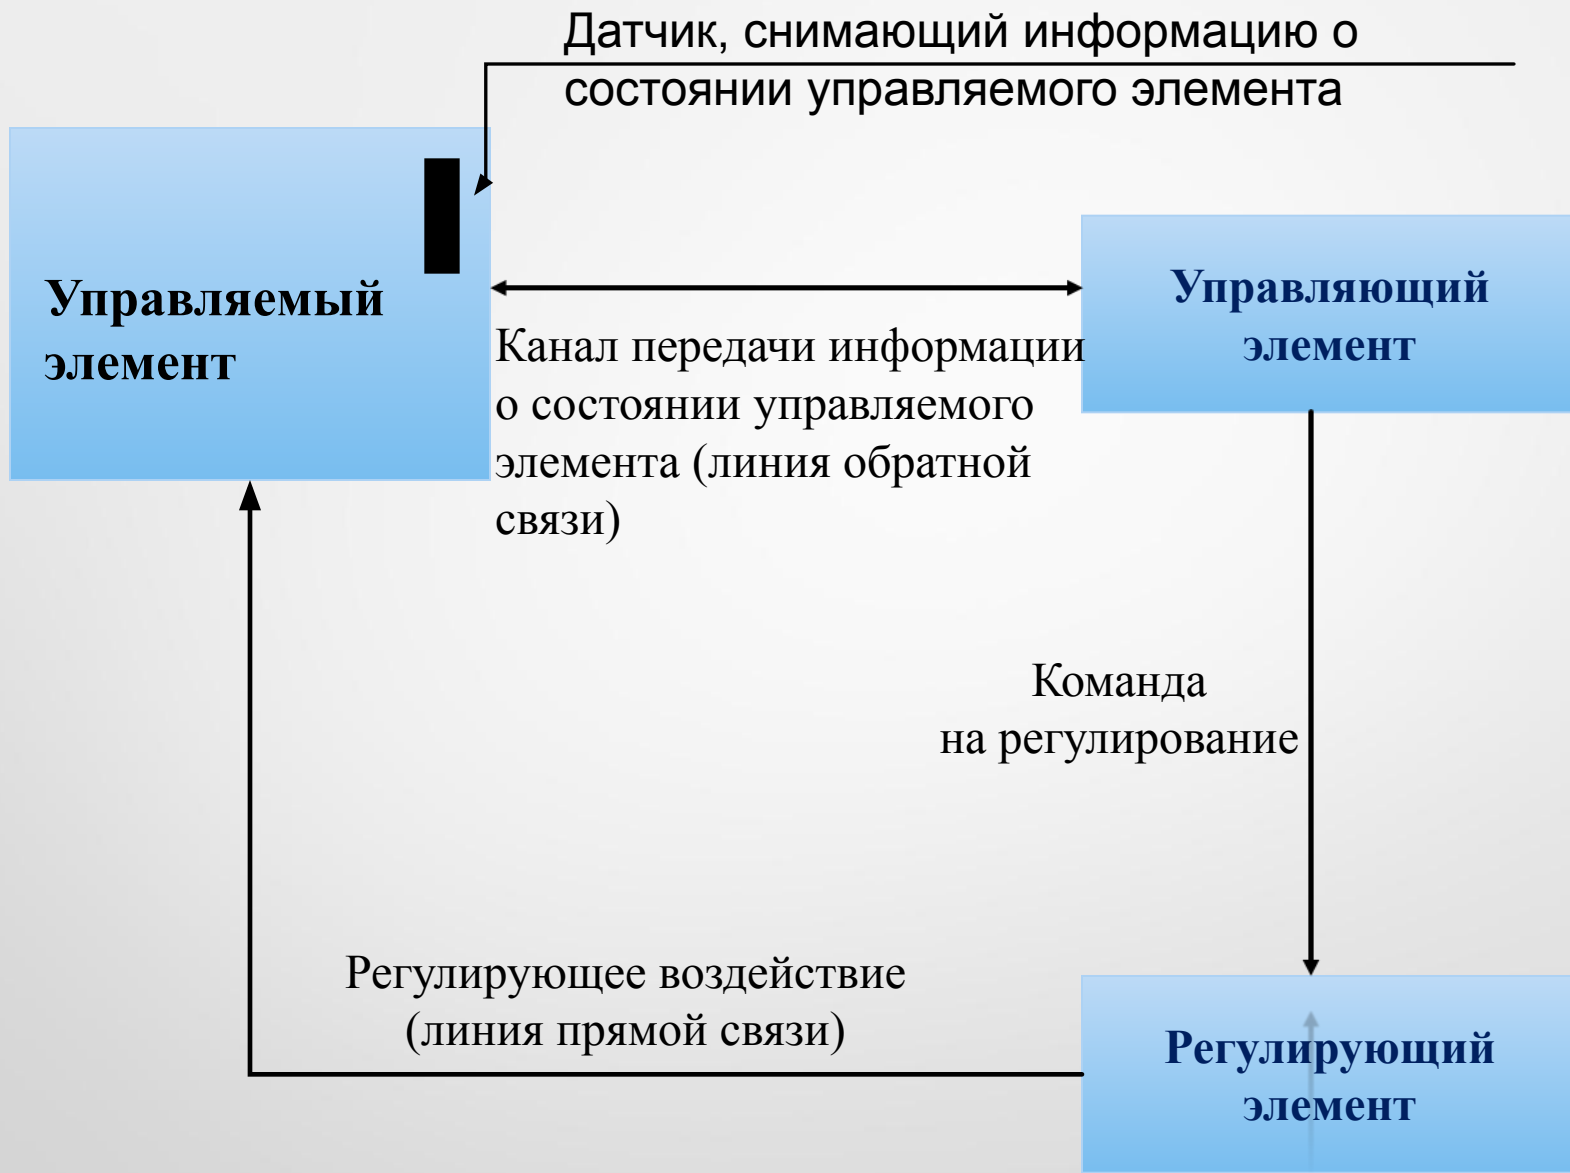 Датчик, снимающий информацию о
состоянии управляемого элемента
Управляемый
элемент
Управляющий
элемент
Канал передачи информации
о состоянии управляемого
элемента (линия обратной
связи)
Команда
на регулирование
Регулирующее воздействие
(линия прямой связи)
Регулирующий
элемент